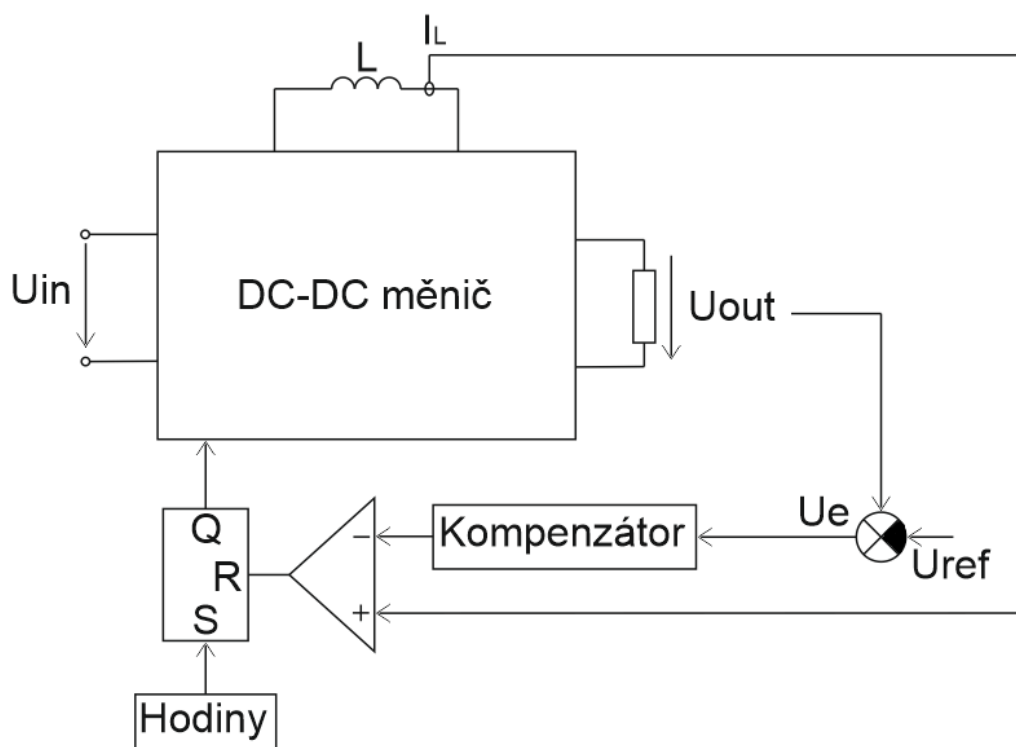 IL
L
Uin
DC-DC měnič
Uout
Ue
Kompenzátor
Uref
Q
R
S
−
+
Hodiny